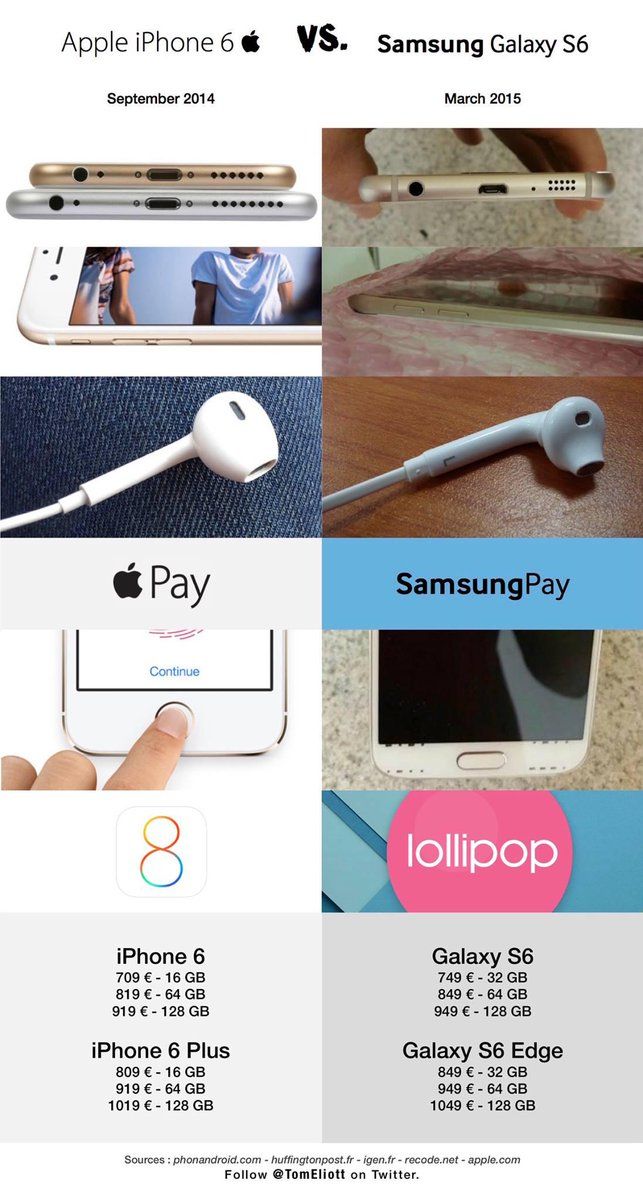 Apple iPhone 6
VS.
Samsung Galaxy S6
September 2014
March 2015
L
Pay
SamsungPay
Continue
8
lollipop
iPhone 6
709 € - 16 GB
819 € - 64 GB
919 € - 128 GB
Galaxy S6
749 € - 32 GB
849 € - 64 GB
949 € - 128 GB
iPhone 6 Plus
809 € - 16 GB
919 € - 64 GB
1019 € - 128 GB
Galaxy S6 Edge
849 € - 32 GB
949 € - 64 GB
1049 € - 128 GB
Sources : phonandroid.com - huffingtonpost.fr - igen.fr - recode.net - apple.com
Follow @TomEliott on Twitter.